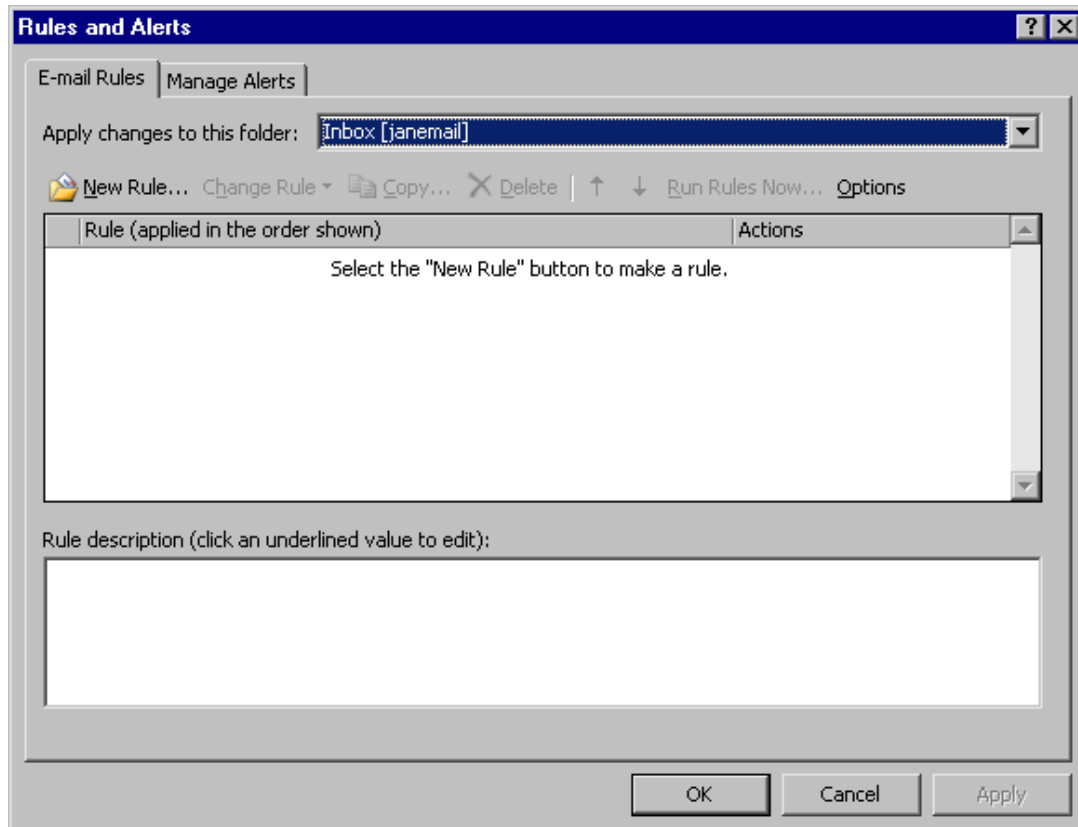 Rules and Alerts
E-mail Rules Manage Alerts
Apply changes to this folder: Inbox [janemail]
New Rule... Change Rule Copy... Delete Run Rules Now... Options
Rule (applied in the order shown) Actions
Select the "New Rule" button to make a rule.
Rule description (click an underlined value to edit):
OK Cancel Apply